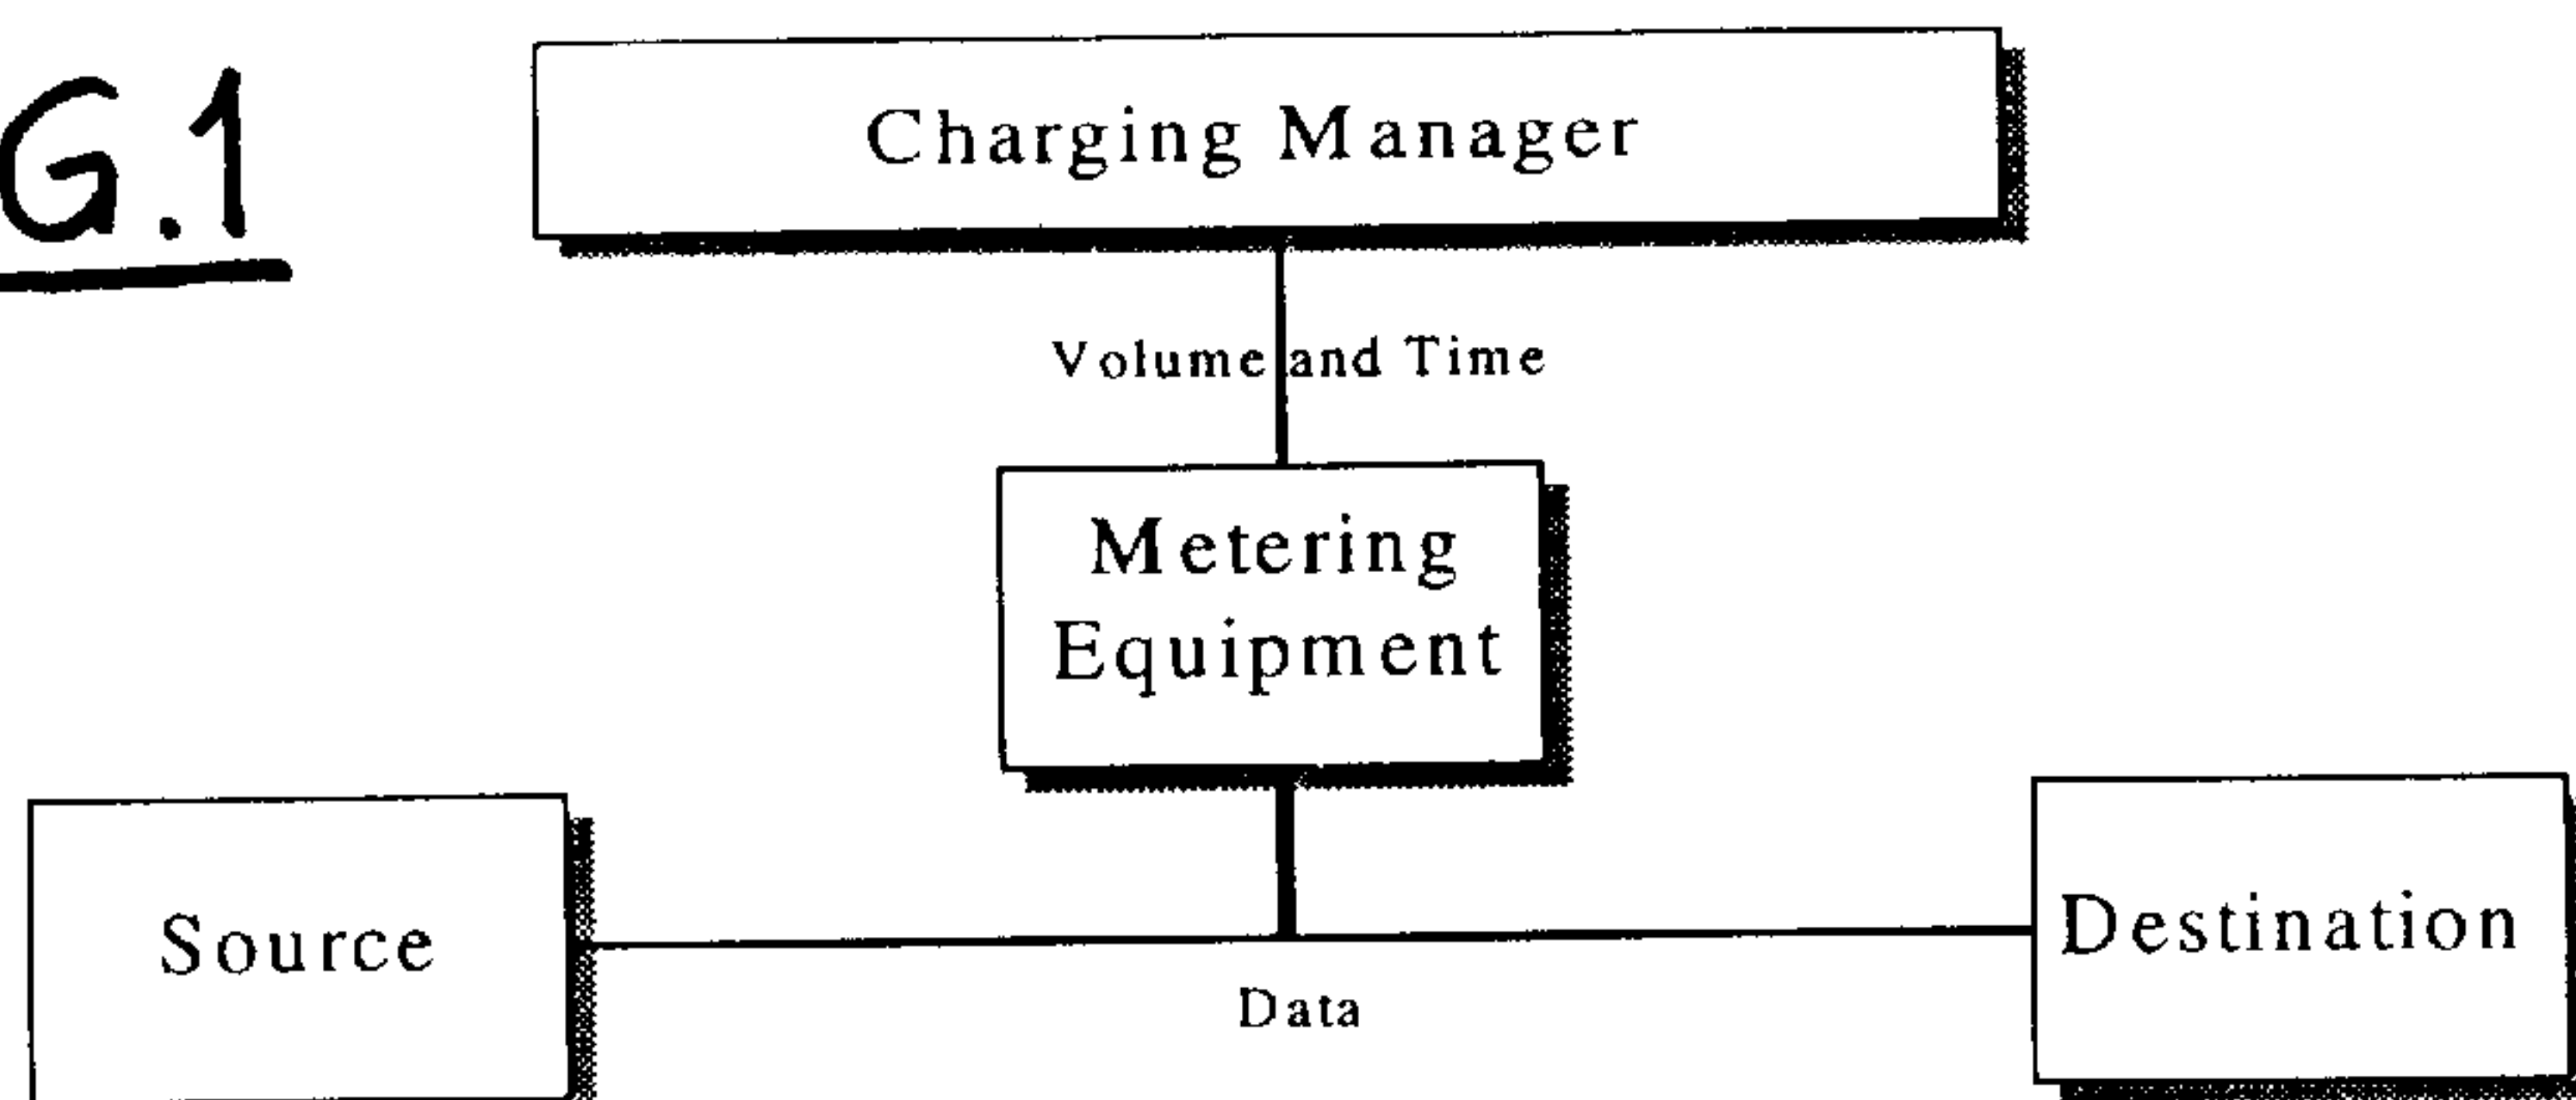 G.1
Charging Manager
Volume and Time
Metering
Equipment
Source
Destination
Data